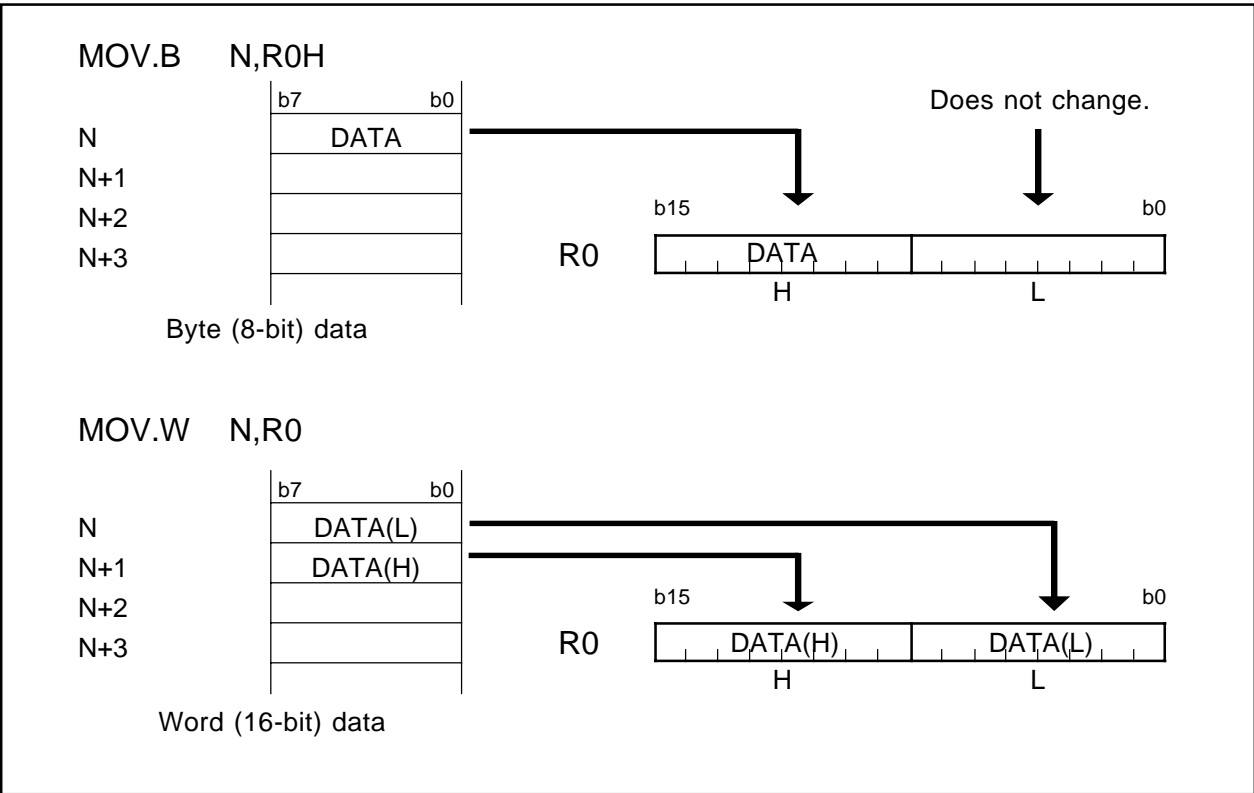 MOV.B N,R0H
b7 b0
Does not change.
N DATA
N+1
N+2
b15 b0
N+3
R0 DATA
H L
Byte (8-bit) data
MOV.W N,R0
b7 b0
N DATA(L)
N+1 DATA(H)
N+2
b15 b0
N+3
R0 DATA(H) DATA(L)
H L
Word (16-bit) data